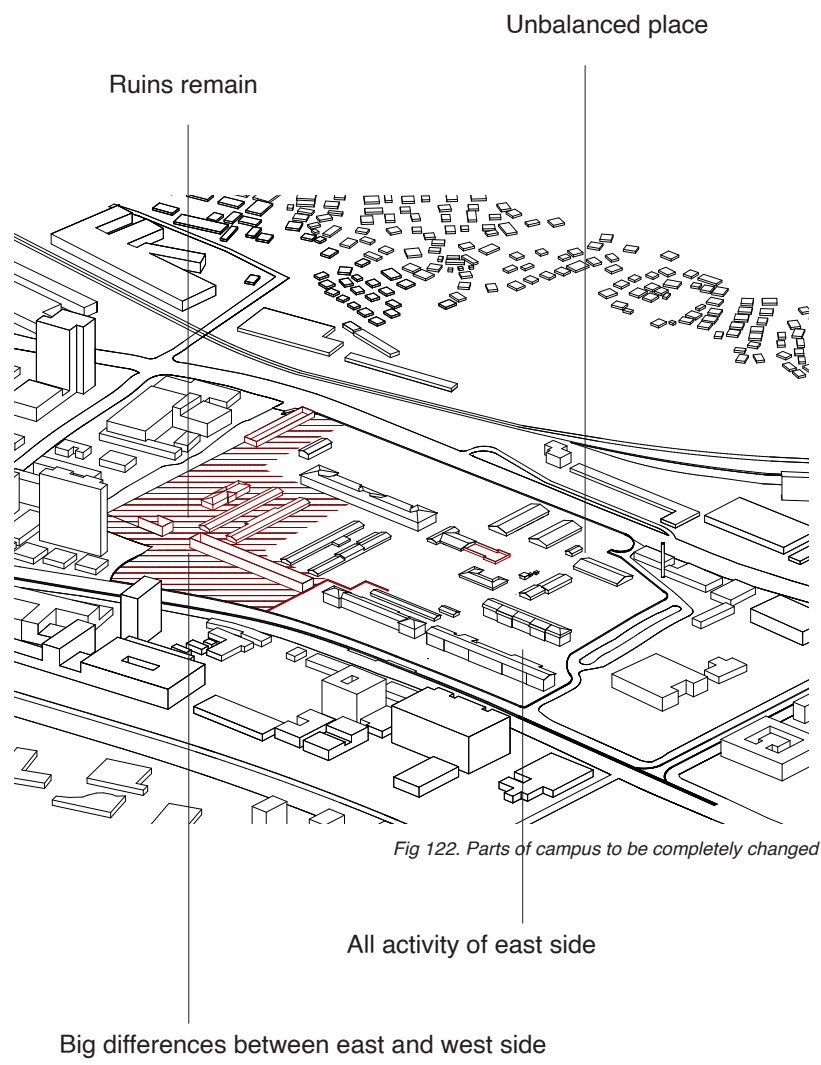 Unbalanced place
Ruins remain
Fig 122. Parts of campus to be completely changed
All activity of east side
Big differences between east and west side